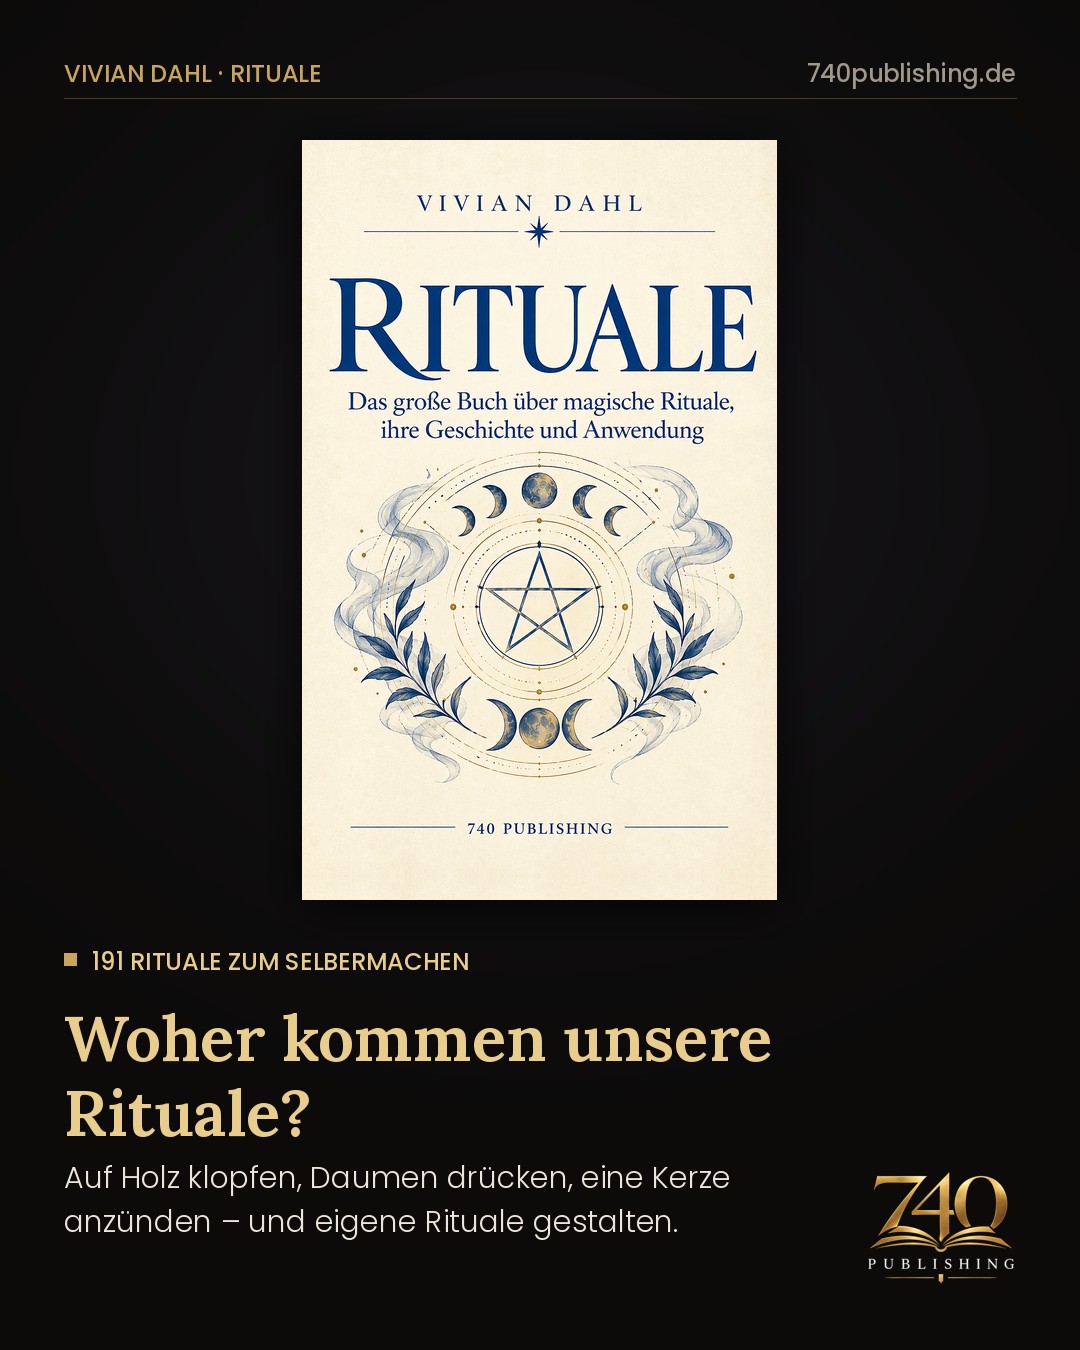 VIVIAN DAHL · RITUALE
740publishing.de
VIVIAN DAHL
RITUALE
Das große Buch über magische Rituale,
ihre Geschichte und Anwendung
740 PUBLISHING
191 RITUALE ZUM SELBERMACHEN
Woher kommen unsere
Rituale?
Auf Holz klopfen, Daumen drücken, eine Kerze
anzünden – und eigene Rituale gestalten.
740
PUBLISHING